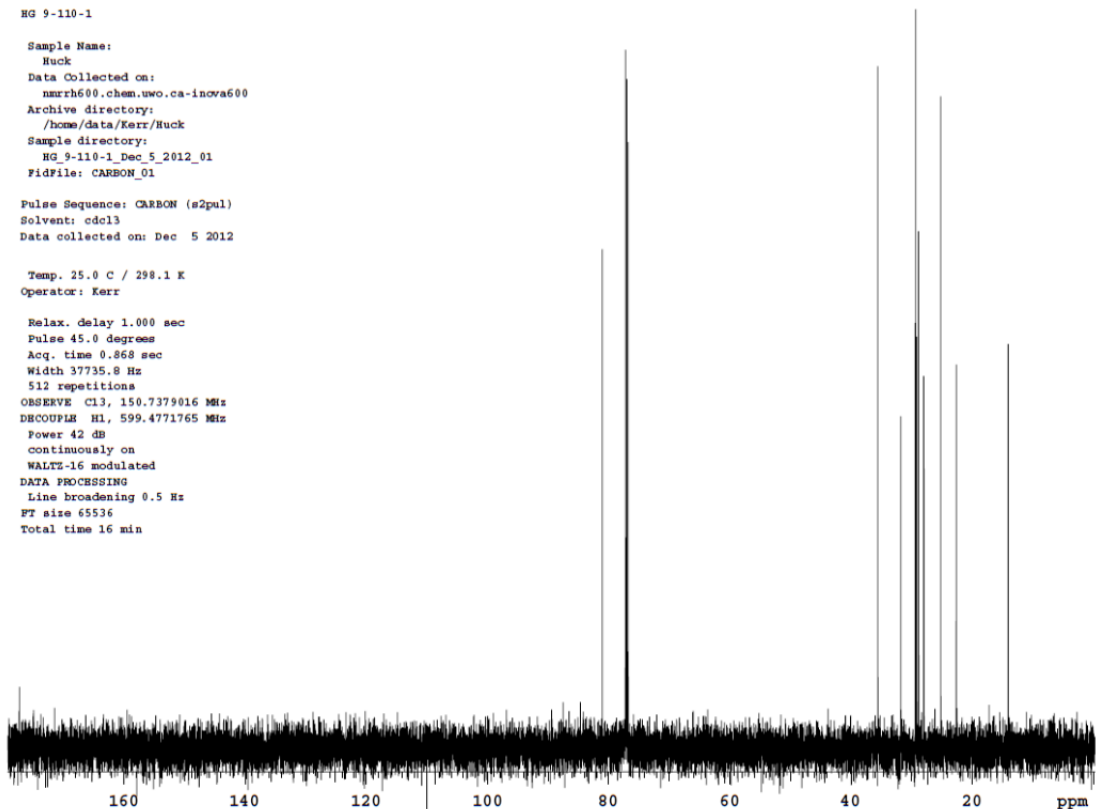 HG 9-110-1
Sample Name:
Huck
Data Collected on:
nmrrh600.chem.uwo.ca-inova600
Archive directory:
/home/data/Kerr/Huck
Sample directory:
HG_9-110-1_Dec_5_2012_01
FidFile: CARBON_01
Pulse Sequence: CARBON (s2pul)
Solvent: cdcl3
Data collected on: Dec 5 2012
Temp. 25.0 C / 298.1 K
Operator: Kerr
Relax. delay 1.000 sec
Pulse 45.0 degrees
Acq. time 0.868 sec
Width 37735.8 Hz
512 repetitions
OBSERVE C13, 150.7379016 MHz
DECOUPLE H1, 599.4771765 MHz
Power 42 dB
continuously on
WALTZ-16 modulated
DATA PROCESSING
Line broadening 0.5 Hz
FT size 65536
Total time 16 min
160 140 120 100 80 60 40 20 ppm